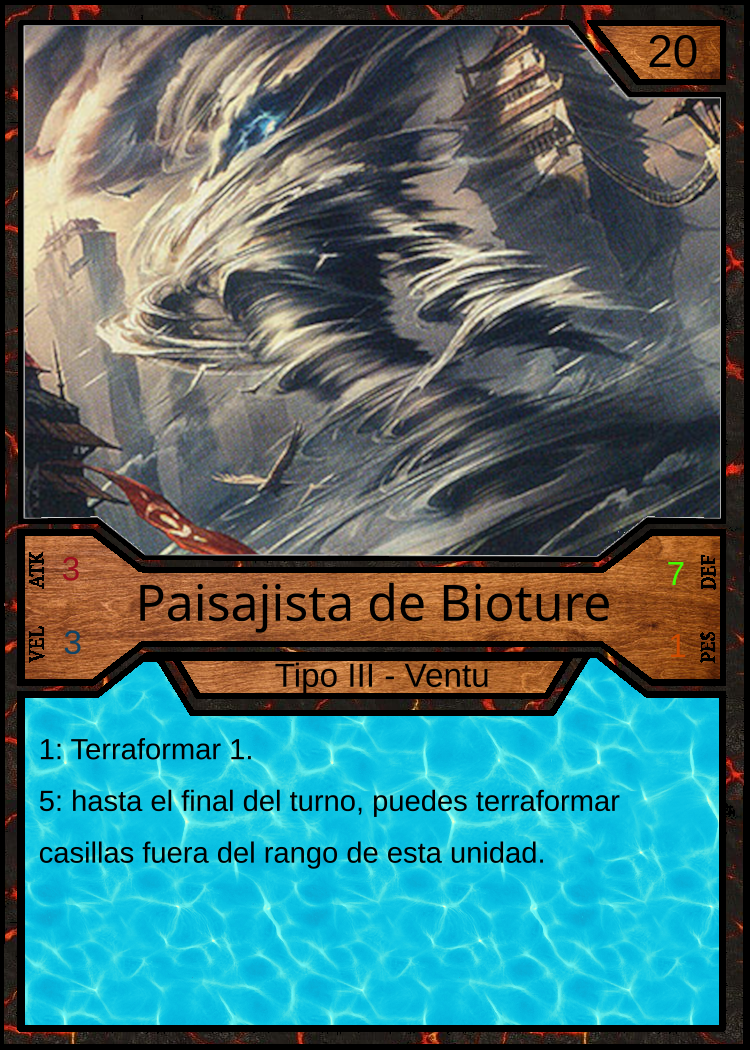 20
ATK 3
7 DEF
Paisajista de Bioture
VEL 3
1 PES
Tipo III - Ventu
1: Terraformar 1.
5: hasta el final del turno, puedes terraformar
casillas fuera del rango de esta unidad.